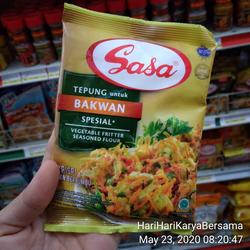 Sasa
TEPUNG untuk
BAKWAN
SPESIAL*
VEGETABLE FRITTER
SEASONED FLOUR
HariHariKaryaBersama
May 23, 2020 08:20:47